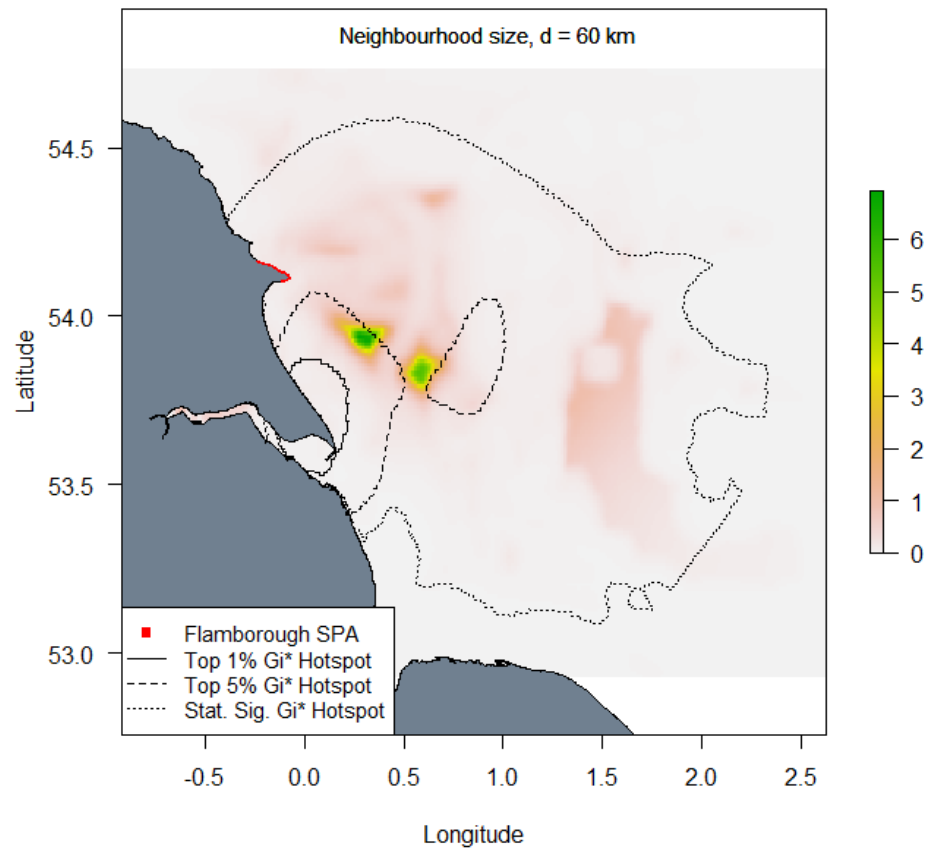 Neighbourhood size, d = 60 km
54.5
54.0
53.5
53.0
Latitude
6
5
4
3
2
1
0
Flamborough SPA
Top 1% Gi* Hotspot
Top 5% Gi* Hotspot
Stat. Sig. Gi* Hotspot
-0.5 0.0 0.5 1.0 1.5 2.0 2.5
Longitude